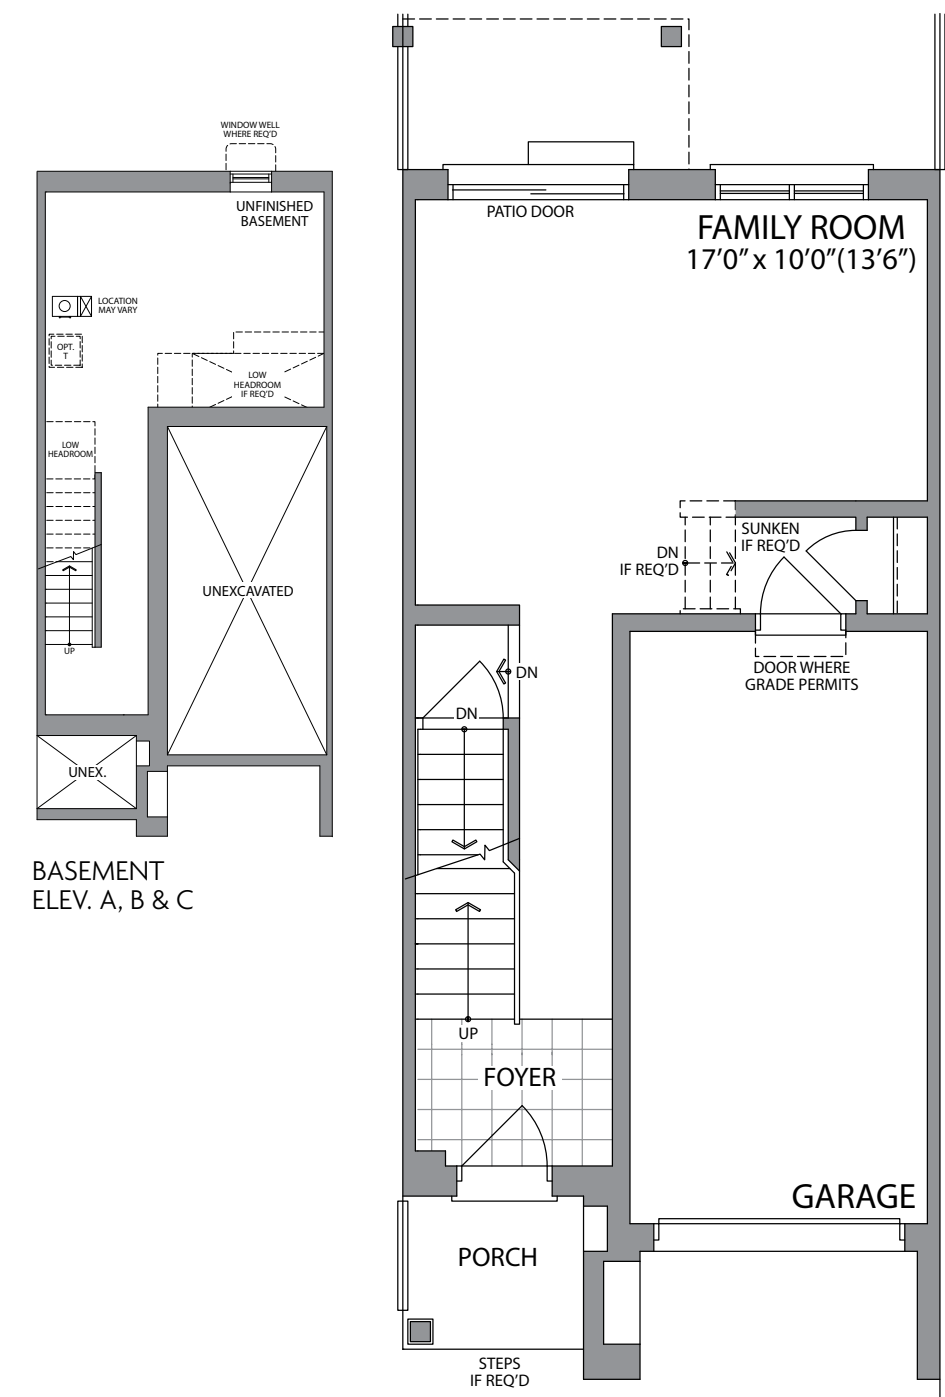 WINDOW WELL
WHERE REQ'D
UNFINISHED
BASEMENT
LOCATION
MAY VARY
OPT.
T
LOW
HEADROOM
IF REQ'D
LOW
HEADROOM
UNEXCAVATED
UP
UNEX.
BASEMENT
ELEV. A, B & C
PATIO DOOR
FAMILY ROOM
17'0" x 10'0"(13'6")
SUNKEN
IF REQ'D
DN
IF REQ'D
DOOR WHERE
GRADE PERMITS
DN
DN
UP
FOYER
GARAGE
PORCH
STEPS
IF REQ'D